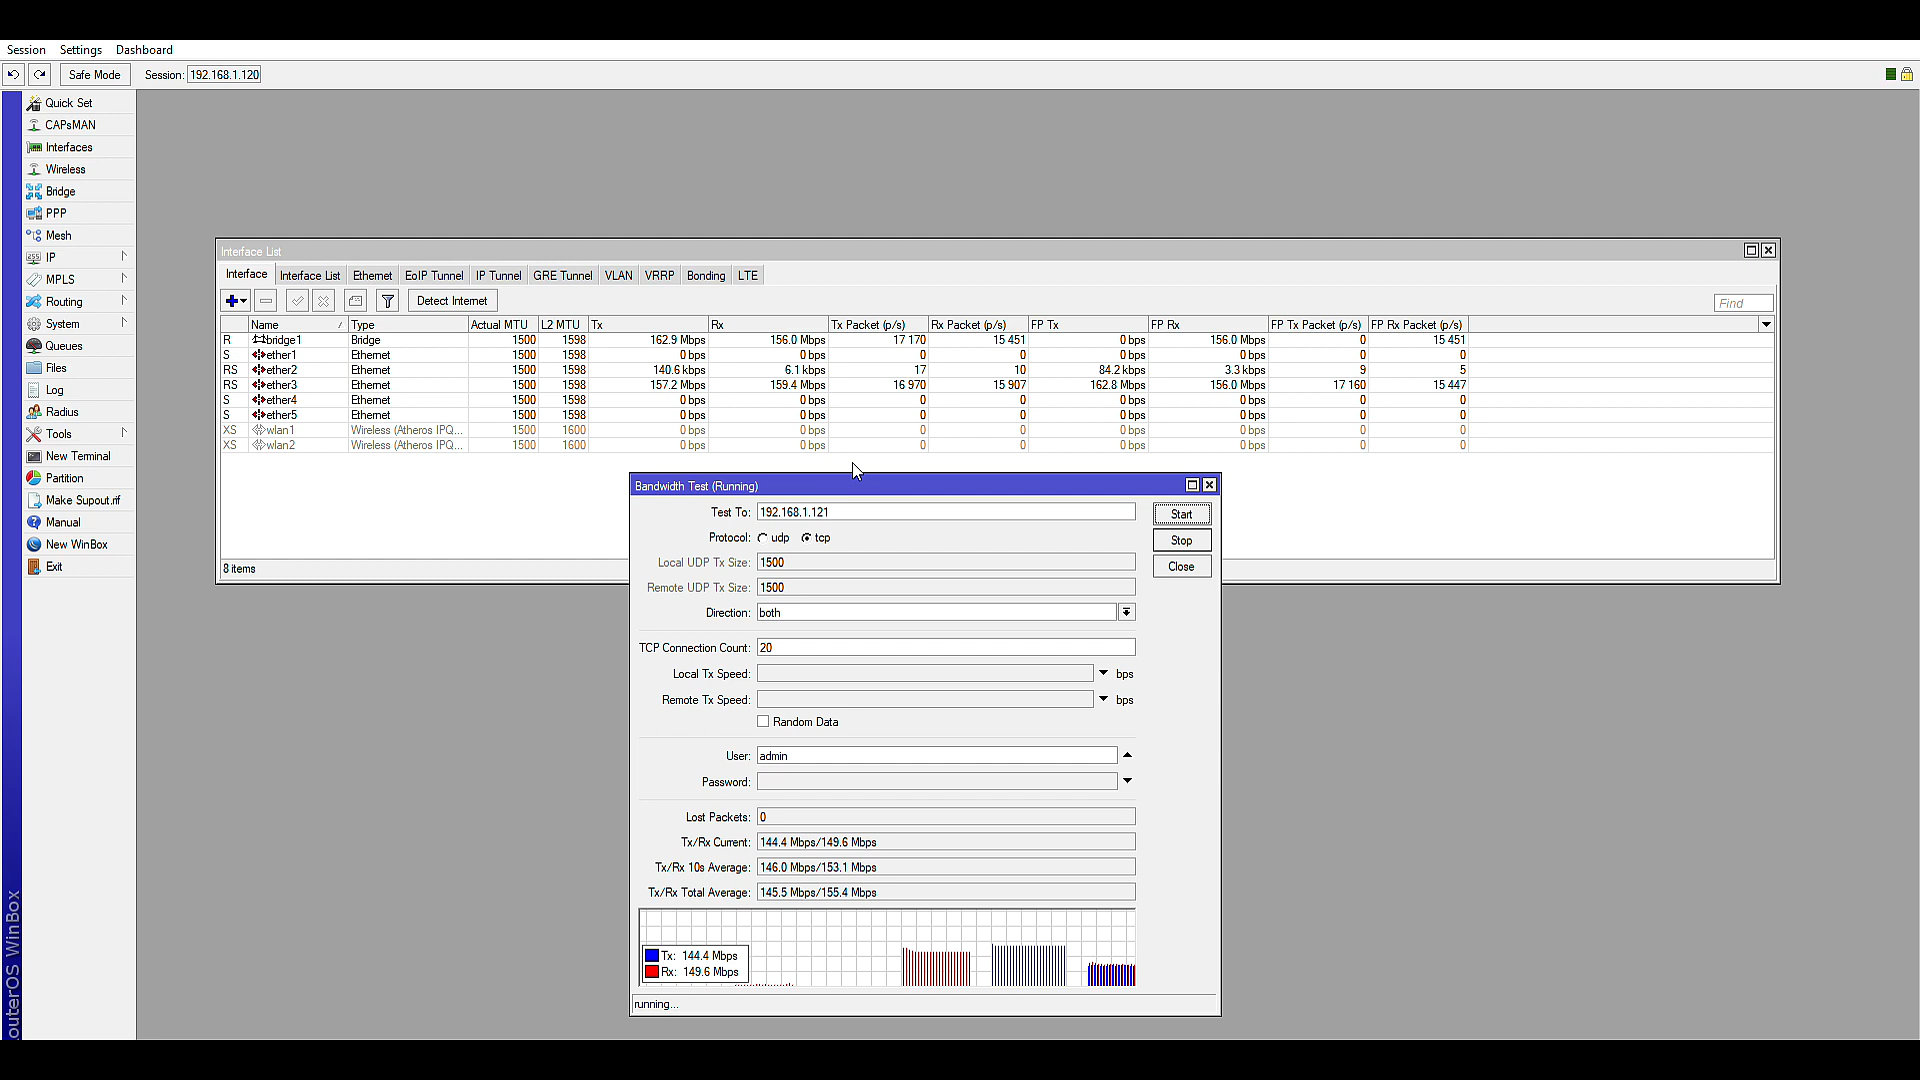 Session Settings Dashboard
Safe Mode Session: 192.168.1.120
Quick Set
CAPsMAN
Interfaces
Wireless
Bridge
PPP
Mesh
IP
MPLS
Routing
System
Queues
Files
Log
Radius
Tools
New Terminal
Partition
Make Supout.rif
Manual
New WinBox
Exit
outerOS WinBox
Interface List
Interface Interface List Ethernet EoIP Tunnel IP Tunnel GRE Tunnel VLAN VRRP Bonding LTE
Detect Internet Find
Name / Type Actual MTU L2 MTU Tx Rx Tx Packet (p/s) Rx Packet (p/s) FP Tx FP Rx FP Tx Packet (p/s) FP Rx Packet (p/s)
R bridge1 Bridge 1500 1598 162.9 Mbps 156.0 Mbps 17 170 15 451 0 bps 156.0 Mbps 0 15 451
S ether1 Ethernet 1500 1598 0 bps 0 bps 0 0 0 bps 0 bps 0 0
RS ether2 Ethernet 1500 1598 140.6 kbps 6.1 kbps 17 10 84.2 kbps 3.3 kbps 9 5
RS ether3 Ethernet 1500 1598 157.2 Mbps 159.4 Mbps 16 970 15 907 162.8 Mbps 156.0 Mbps 17 160 15 447
S ether4 Ethernet 1500 1598 0 bps 0 bps 0 0 0 bps 0 bps 0 0
S ether5 Ethernet 1500 1598 0 bps 0 bps 0 0 0 bps 0 bps 0 0
XS wlan1 Wireless (Atheros IPQ... 1500 1600 0 bps 0 bps 0 0 0 bps 0 bps 0 0
XS wlan2 Wireless (Atheros IPQ... 1500 1600 0 bps 0 bps 0 0 0 bps 0 bps 0 0
8 items
Bandwidth Test (Running)
Test To: 192.168.1.121
Protocol: udp tcp
Local UDP Tx Size: 1500
Remote UDP Tx Size: 1500
Direction: both
TCP Connection Count: 20
Local Tx Speed: bps
Remote Tx Speed: bps
Random Data
User: admin
Password:
Lost Packets: 0
Tx/Rx Current: 144.4 Mbps/149.6 Mbps
Tx/Rx 10s Average: 146.0 Mbps/153.1 Mbps
Tx/Rx Total Average: 145.5 Mbps/155.4 Mbps
Tx: 144.4 Mbps
Rx: 149.6 Mbps
running...
Start
Stop
Close